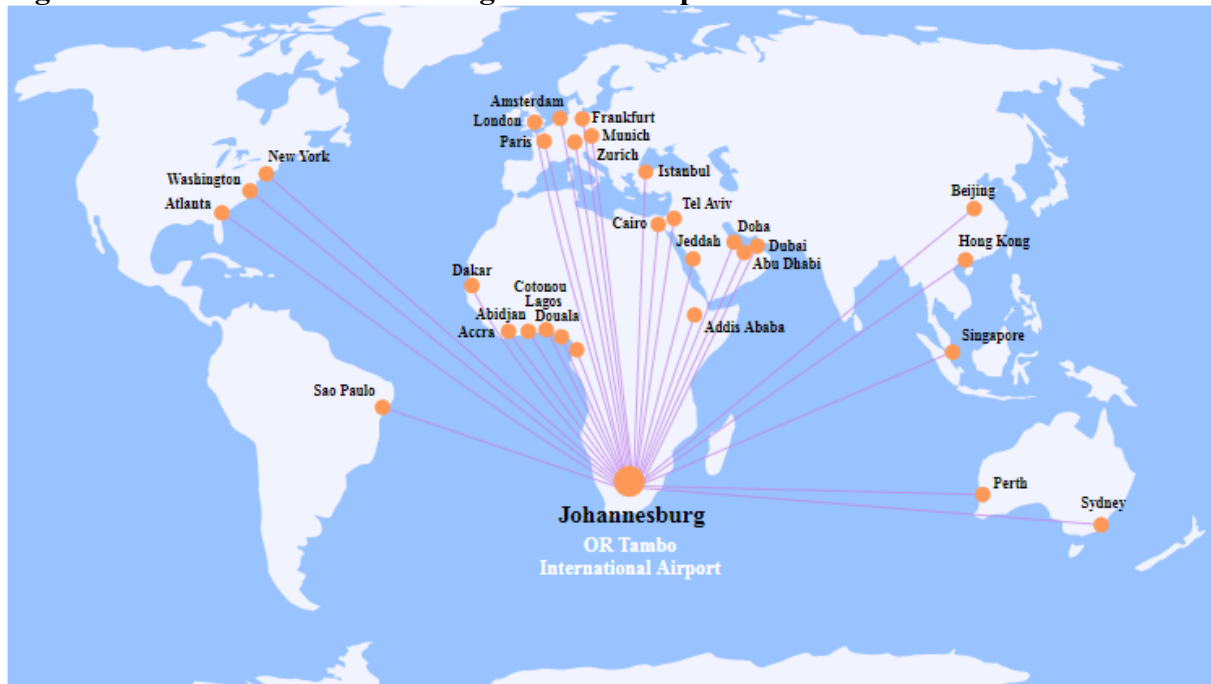 Amsterdam
London
Frankfurt
Paris
Munich
Zurich
New York
Istanbul
Washington
Beijing
Atlanta
Tel Aviv
Cairo
Doha
Jeddah
Dubai
Hong Kong
Abu Dhabi
Dakar
Cotonou
Lagos
Abidjan
Douala
Accra
Addis Ababa
Singapore
Sao Paulo
Perth
Sydney
Johannesburg
OR Tambo
International Airport